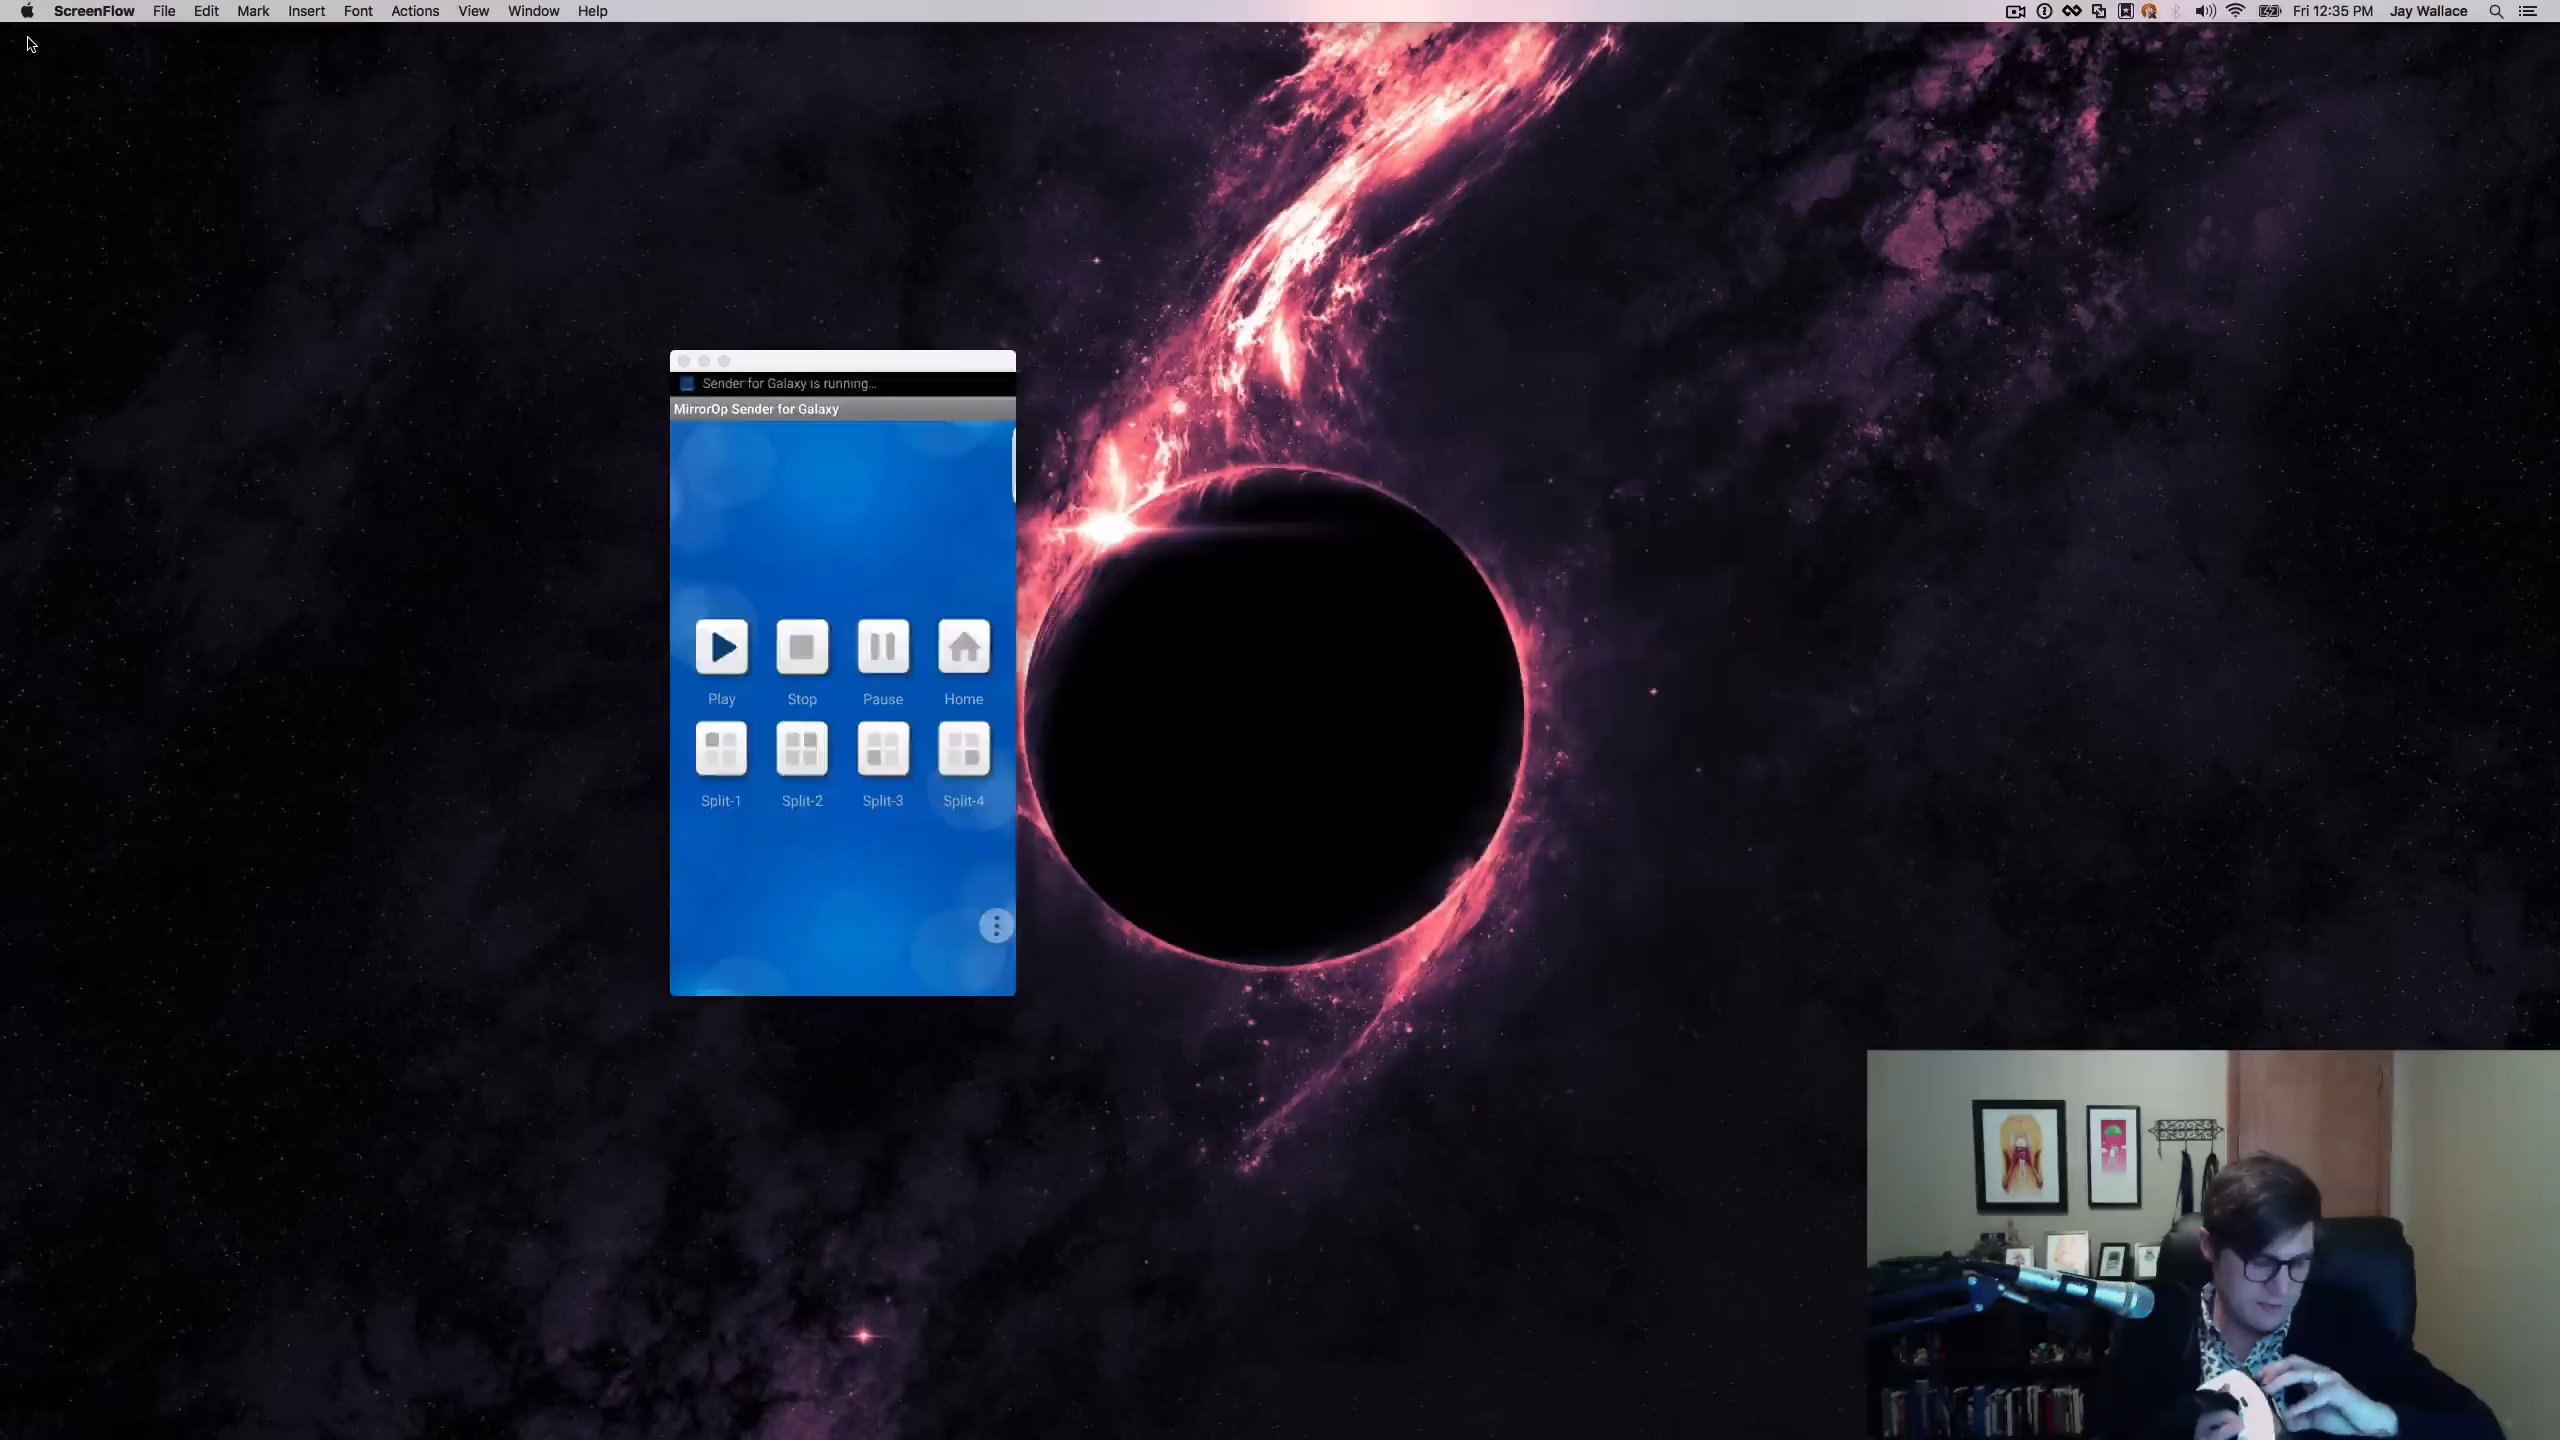 ScreenFlow File Edit Mark Insert Font Actions View Window Help Fri 12:35 PM Jay Wallace
Sender for Galaxy is running...
MirrorOp Sender for Galaxy
Play Stop Pause Home
Split-1 Split-2 Split-3 Split-4